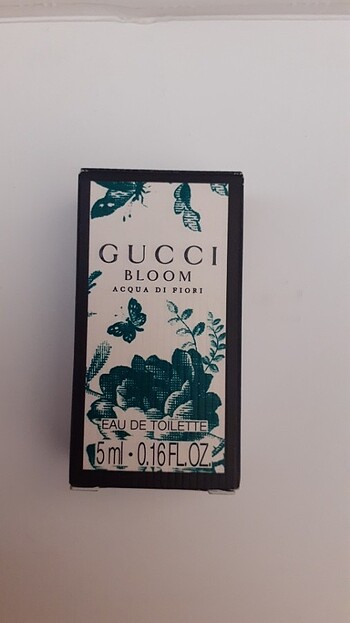 GUCCI
BLOOM
ACQUA DI FIORI
EAU DE TOILETTE
5 ml • 0.16 FL.OZ.